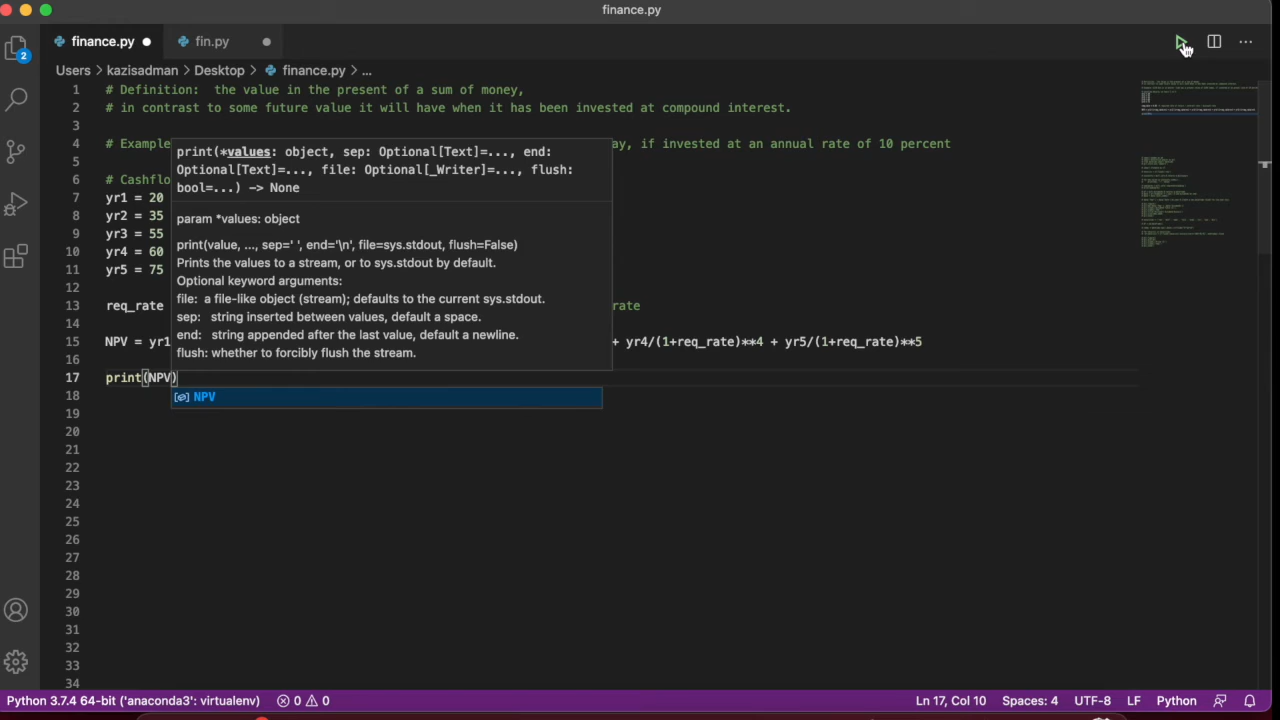 finance.py
finance.py
fin.py
2
Users > kazisadman > Desktop > finance.py > ...
1 # Definition:  the value in the present of a sum of money,
2 # in contrast to some future value it will have when it has been invested at compound interest.
3
4 # Example ay, if invested at an annual rate of 10 percent
5
6 # Cashflo
7 yr1 = 20
8 yr2 = 35
9 yr3 = 55
10 yr4 = 60
11 yr5 = 75
12
13 req_rate rate
14
15 NPV = yr1 + yr4/(1+req_rate)**4 + yr5/(1+req_rate)**5
16
17 print(NPV)
print(*values: object, sep: Optional[Text]=..., end:
Optional[Text]=..., file: Optional[_Writer]=..., flush:
bool=...) -> None
param *values: object
print(value, ..., sep=' ', end='\n', file=sys.stdout, flush=False)
Prints the values to a stream, or to sys.stdout by default.
Optional keyword arguments:
file:  a file-like object (stream); defaults to the current sys.stdout.
sep:  string inserted between values, default a space.
end:  string appended after the last value, default a newline.
flush: whether to forcibly flush the stream.
NPV
18
19
20
21
22
23
24
25
26
27
28
29
30
31
32
33
34
Python 3.7.4 64-bit ('anaconda3': virtualenv) 0 0 Ln 17, Col 10 Spaces: 4 UTF-8 LF Python